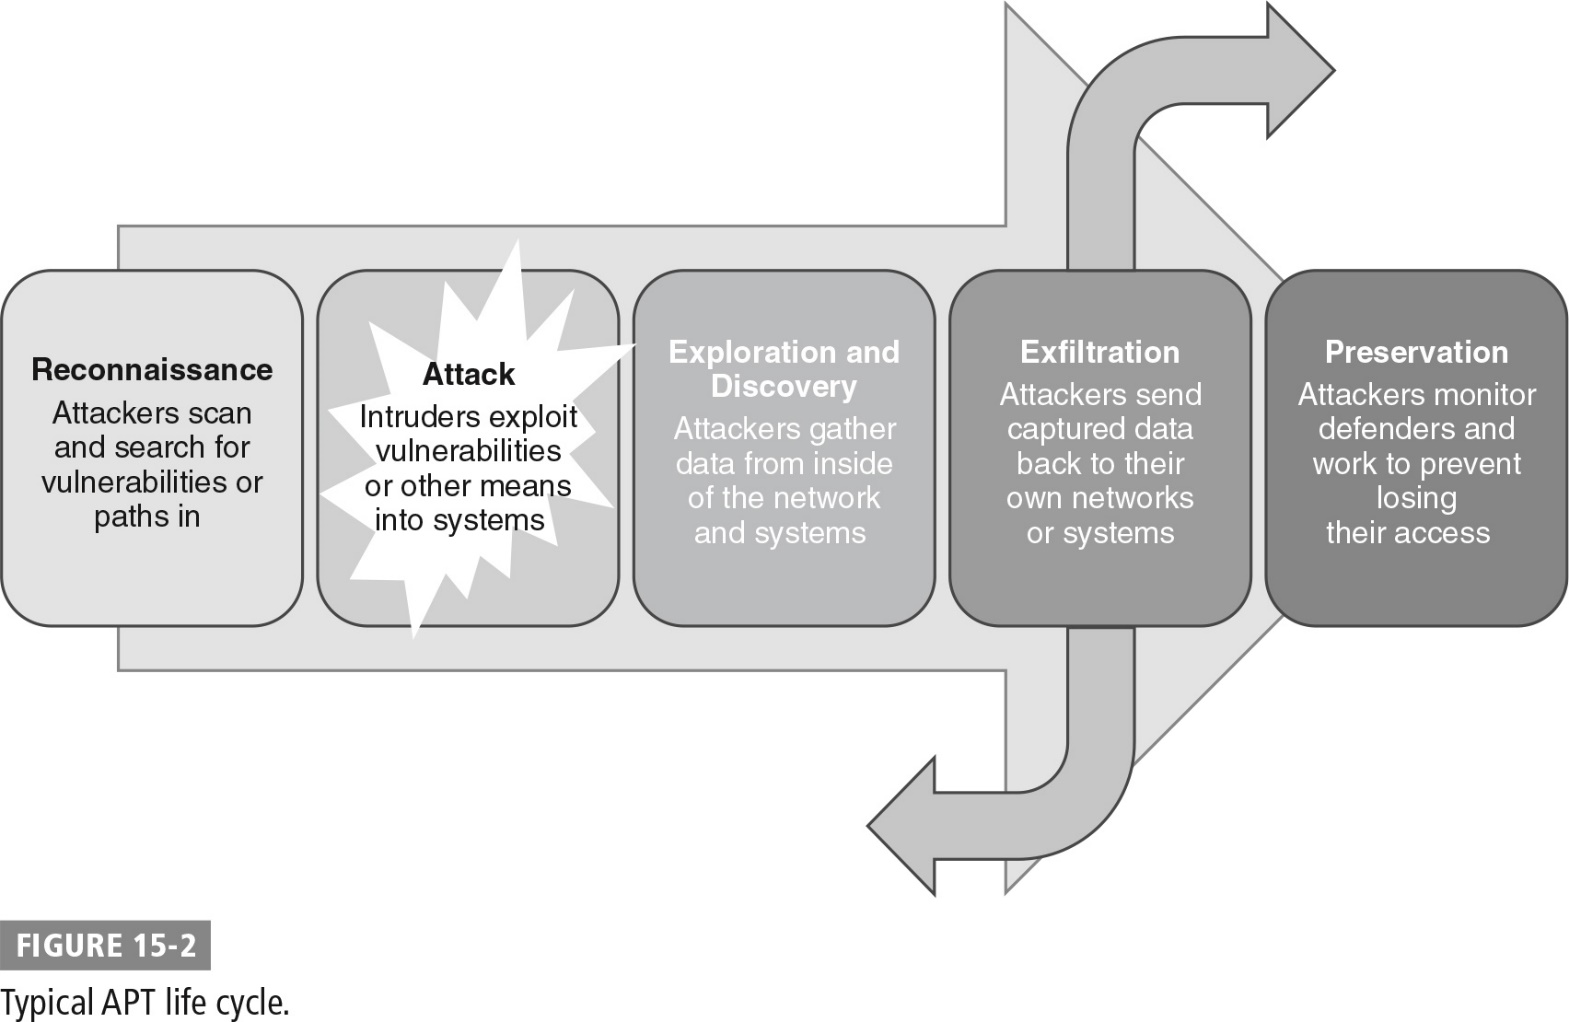 Reconnaissance
Attackers scan
and search for
vulnerabilities or
paths in
Attack
Intruders exploit
vulnerabilities
or other means
into systems
Exploration and
Discovery
Attackers gather
data from inside
of the network
and systems
Exfiltration
Attackers send
captured data
back to their
own networks
or systems
Preservation
Attackers monitor
defenders and
work to prevent
losing
their access
FIGURE 15-2
Typical APT life cycle.